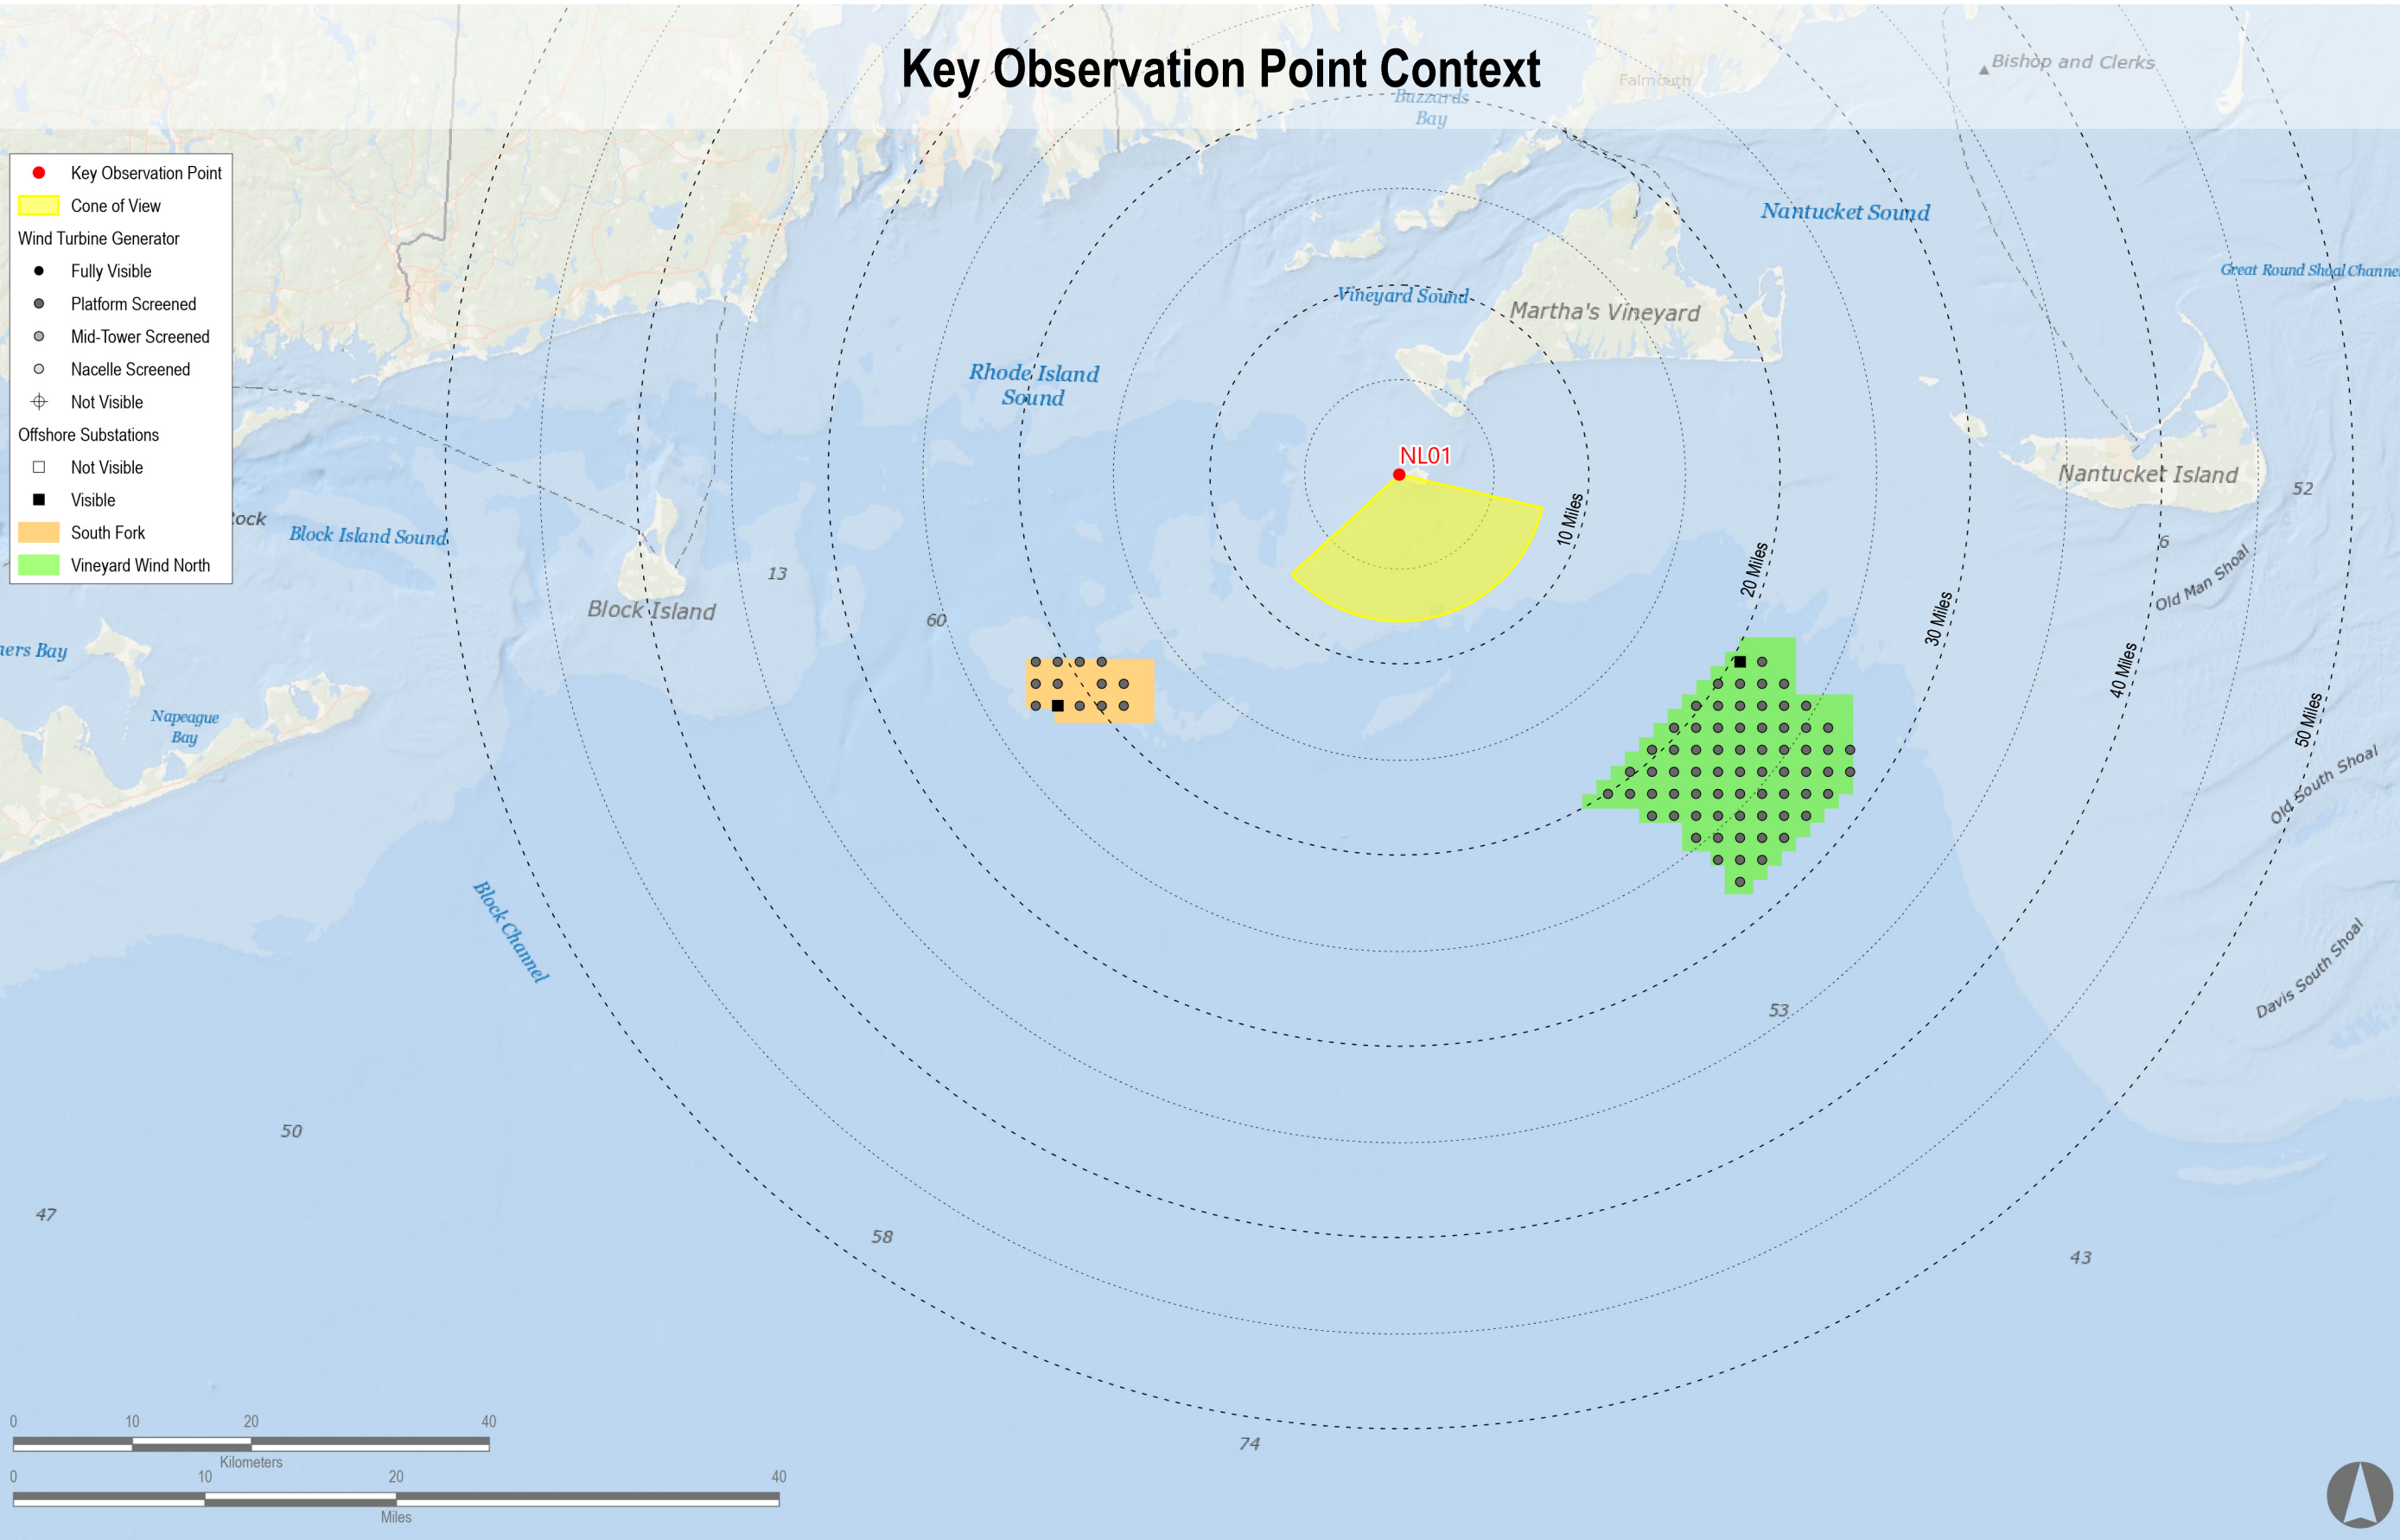 Key Observation Point Context
Bishop and Clerks
Falmouth
Buzzards
Bay
Key Observation Point
Cone of View
Wind Turbine Generator
Fully Visible
Platform Screened
Mid-Tower Screened
Nacelle Screened
Not Visible
Offshore Substations
Not Visible
Visible
South Fork
Vineyard Wind North
Nantucket Sound
Great Round Shoal Channel
Vineyard Sound
Martha's Vineyard
Rhode Island
Sound
NL01
Nantucket Island
52
10 Miles
Block Island Sound
6
Old Man Shoal
20 Miles
13
Block Island
60
30 Miles
ners Bay
40 Miles
Napeague
Bay
50 Miles
Old South Shoal
Block Channel
Davis South Shoal
53
50
47
58
43
74
0 10 20 40
Kilometers
0 10 20 40
Miles